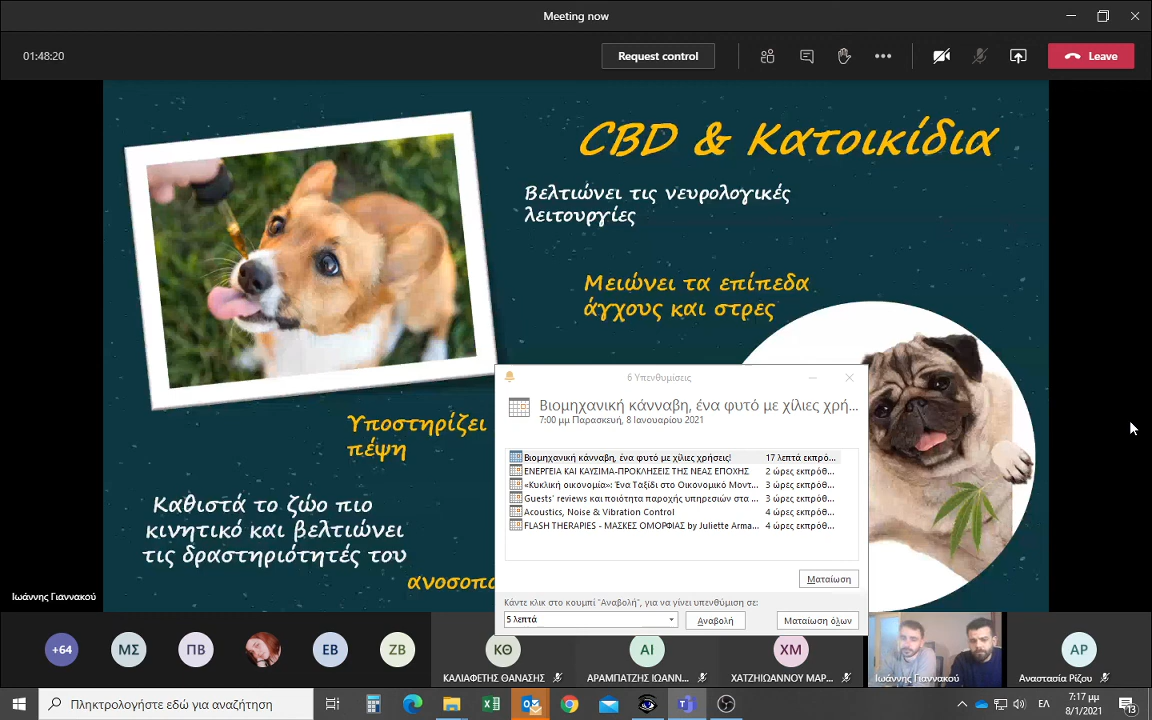 Meeting now
01:48:20
Request control
Leave
CBD & Κατοικίδια
Βελτιώνει τις νευρολογικές
λειτουργίες
Μειώνει τα επίπεδα
άγχους και στρες
Υποστηρίζει
πέψη
Καθιστά το ζώο πιο
κινητικό και βελτιώνει
τις δραστηριότητές του
6 Υπενθυμίσεις
Βιομηχανική κάνναβη, ένα φυτό με χίλιες χρή...
7:00 μμ Παρασκευή, 8 Ιανουαρίου 2021
Βιομηχανική κάνναβη, ένα φυτό με χίλιες χρήσεις! 17 λεπτά εκπρό...
ΕΝΕΡΓΕΙΑ ΚΑΙ ΚΑΥΣΙΜΑ-ΠΡΟΚΛΗΣΕΙΣ ΤΗΣ ΝΕΑΣ ΕΠΟΧΗΣ 2 ώρες εκπρόθ...
«Κυκλική οικονομία»: Ένα Ταξίδι στο Οικονομικό Μοντ... 3 ώρες εκπρόθ...
Guests' reviews και ποιότητα παροχής υπηρεσιών στα ... 3 ώρες εκπρόθ...
Acoustics, Noise & Vibration Control 4 ώρες εκπρόθ...
FLASH THERAPIES - ΜΑΣΚΕΣ ΟΜΟΡΦΙΑΣ by Juliette Arma... 4 ώρες εκπρόθ...
Ματαίωση
Κάντε κλικ στο κουμπί "Αναβολή", για να γίνει υπενθύμιση σε:
5 λεπτά
Αναβολή
Ματαίωση όλων
Ιωάννης Γιαννακού
+64
ΜΣ
ΠΒ
ΕΒ
ΖΒ
ΚΘ
ΑΙ
ΧΜ
ΑΡ
ΚΑΛΙΑΦΕΤΗΣ ΘΑΝΑΣΗΣ
ΑΡΑΜΠΑΤΖΗΣ ΙΩΑΝΝ...
ΧΑΤΖΗΙΩΑΝΝΟΥ ΜΑΡ...
Ιωάννης Γιαννακού
Αναστασία Ρίζου
Πληκτρολογήστε εδώ για αναζήτηση
ΕΛ
7:17 μμ
8/1/2021
13